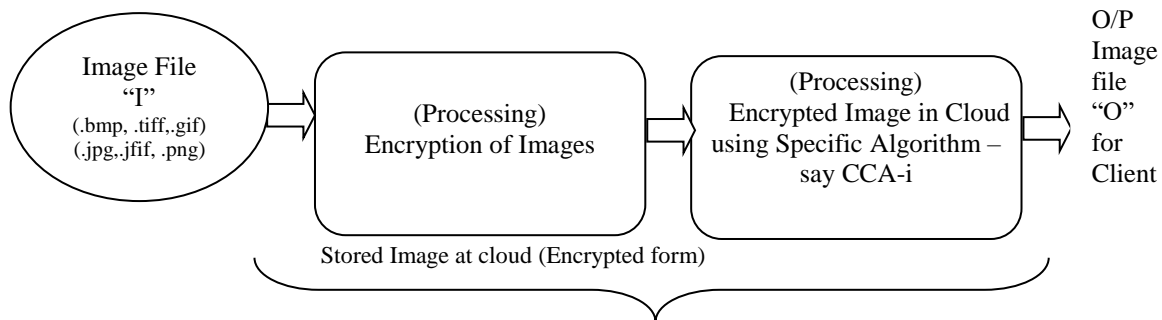 Image File
“I”
(.bmp, .tiff,.gif)
(.jpg,.jfif, .png)
(Processing)
Encryption of Images
(Processing)
Encrypted Image in Cloud
using Specific Algorithm –
say CCA-i
O/P
Image
file
“O”
for
Client
Stored Image at cloud (Encrypted form)